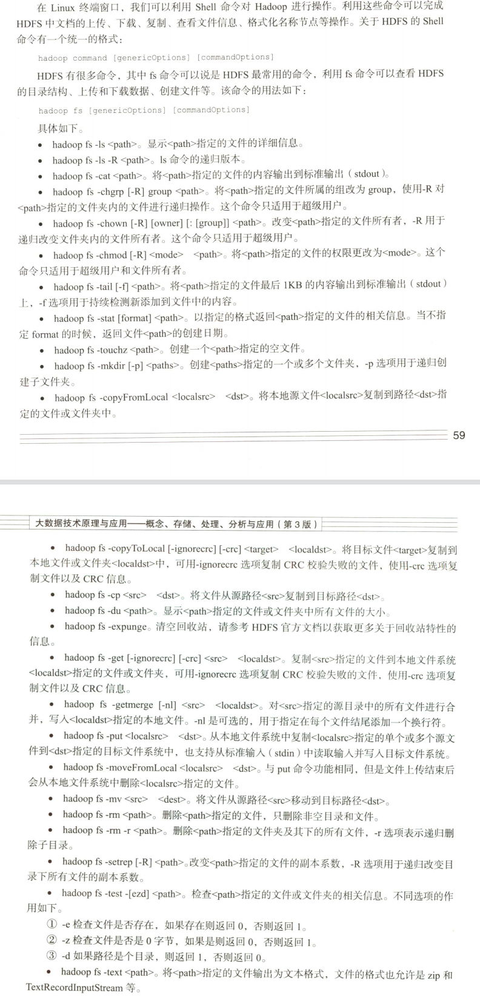 在 Linux 终端窗口，我们可以利用 Shell 命令对 Hadoop 进行操作。利用这些命令可以完成
HDFS 中文档的上传、下载、复制、查看文件信息、格式化名称节点等操作。关于 HDFS 的 Shell
命令有一个统一的格式：
hadoop command [genericOptions] [commandOptions]
HDFS 有很多命令，其中 fs 命令可以说是 HDFS 最常用的命令，利用 fs 命令可以查看 HDFS
的目录结构、上传和下载数据、创建文件等。该命令的用法如下：
hadoop fs [genericOptions] [commandOptions]
具体如下。
• hadoop fs -ls <path>。显示<path>指定的文件的详细信息。
• hadoop fs -ls -R <path>。ls 命令的递归版本。
• hadoop fs -cat <path>。将<path>指定的文件的内容输出到标准输出（stdout）。
• hadoop fs -chgrp [-R] group <path>。将<path>指定的文件所属的组改为 group，使用-R 对
<path>指定的文件夹内的文件进行递归操作。这个命令只适用于超级用户。
• hadoop fs -chown [-R] [owner] [: [group]] <path>。改变<path>指定的文件所有者，-R 用于
递归改变文件夹内的文件所有者。这个命令只适用于超级用户。
• hadoop fs -chmod [-R] <mode> <path>。将<path>指定的文件的权限更改为<mode>。这个
命令只适用于超级用户和文件所有者。
• hadoop fs -tail [-f] <path>。将<path>指定的文件最后 1KB 的内容输出到标准输出（stdout）
上，-f 选项用于持续检测新添加到文件中的内容。
• hadoop fs -stat [format] <path>。以指定的格式返回<path>指定的文件的相关信息。当不指
定 format 的时候，返回文件<path>的创建日期。
• hadoop fs -touchz <path>。创建一个<path>指定的空文件。
• hadoop fs -mkdir [-p] <paths>。创建<paths>指定的一个或多个文件夹，-p 选项用于递归创
建子文件夹。
• hadoop fs -copyFromLocal <localsrc> <dst>。将本地源文件<localsrc>复制到路径<dst>指
定的文件或文件夹中。
59
大数据技术原理与应用——概念、存储、处理、分析与应用（第 3 版）
• hadoop fs -copyToLocal [-ignorecrc] [-crc] <target> <localdst>。将目标文件<target>复制到
本地文件或文件夹<localdst>中，可用-ignorecrc 选项复制 CRC 校验失败的文件，使用-crc 选项复
制文件以及 CRC 信息。
• hadoop fs -cp <src> <dst>。将文件从源路径<src>复制到目标路径<dst>。
• hadoop fs -du <path>。显示<path>指定的文件或文件夹中所有文件的大小。
• hadoop fs -expunge。清空回收站，请参考 HDFS 官方文档以获取更多关于回收站特性的
信息。
• hadoop fs -get [-ignorecrc] [-crc] <src> <localdst>。复制<src>指定的文件到本地文件系统
<localdst>指定的文件或文件夹，可用-ignorecrc 选项复制 CRC 校验失败的文件，使用-crc 选项复
制文件以及 CRC 信息。
• hadoop fs -getmerge [-nl] <src> <localdst>。对<src>指定的源目录中的所有文件进行合
并，写入<localdst>指定的本地文件。-nl 是可选的，用于指定在每个文件结尾添加一个换行符。
• hadoop fs -put <localsrc> <dst>。从本地文件系统中复制<localsrc>指定的单个或多个源文
件到<dst>指定的目标文件系统中，也支持从标准输入（stdin）中读取输入并写入目标文件系统。
• hadoop fs -moveFromLocal <localsrc> <dst>。与 put 命令功能相同，但是文件上传结束后
会从本地文件系统中删除<localsrc>指定的文件。
• hadoop fs -mv <src> <dest>。将文件从源路径<src>移动到目标路径<dst>。
• hadoop fs -rm <path>。删除<path>指定的文件，只删除非空目录和文件。
• hadoop fs -rm -r <path>。删除<path>指定的文件夹及其下的所有文件，-r 选项表示递归删
除子目录。
• hadoop fs -setrep [-R] <path>。改变<path>指定的文件的副本系数，-R 选项用于递归改变目
录下所有文件的副本系数。
• hadoop fs -test -[ezd] <path>。检查<path>指定的文件或文件夹的相关信息。不同选项的作
用如下。
① -e 检查文件是否存在，如果存在则返回 0，否则返回 1。
② -z 检查文件是否是 0 字节，如果是则返回 0，否则返回 1。
③ -d 如果路径是个目录，则返回 1，否则返回 0。
• hadoop fs -text <path>。将<path>指定的文件输出为文本格式，文件的格式也允许是 zip 和
TextRecordInputStream 等。